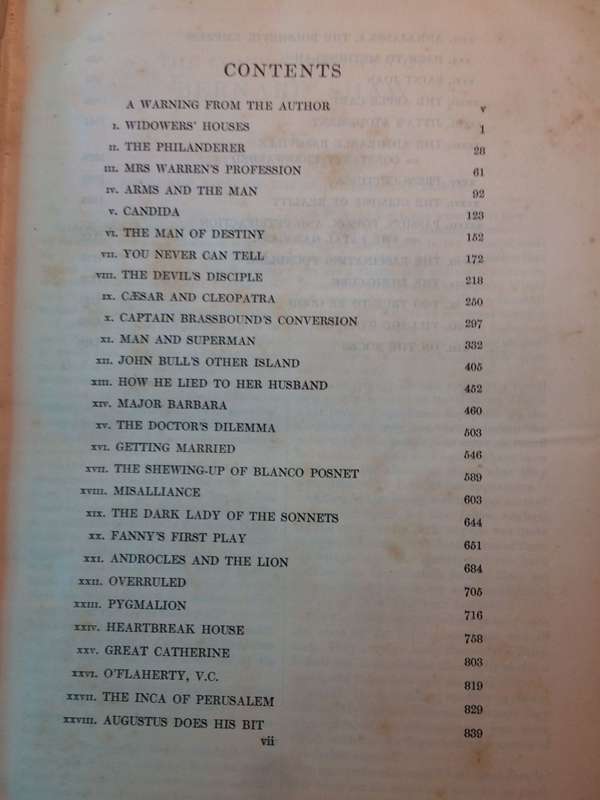 CONTENTS
A WARNING FROM THE AUTHOR v
I. WIDOWERS' HOUSES 1
II. THE PHILANDERER 28
III. MRS WARREN'S PROFESSION 61
IV. ARMS AND THE MAN 92
V. CANDIDA 123
VI. THE MAN OF DESTINY 152
VII. YOU NEVER CAN TELL 172
VIII. THE DEVIL'S DISCIPLE 218
IX. CÆSAR AND CLEOPATRA 250
X. CAPTAIN BRASSBOUND'S CONVERSION 297
XI. MAN AND SUPERMAN 332
XII. JOHN BULL'S OTHER ISLAND 405
XIII. HOW HE LIED TO HER HUSBAND 452
XIV. MAJOR BARBARA 460
XV. THE DOCTOR'S DILEMMA 503
XVI. GETTING MARRIED 546
XVII. THE SHEWING-UP OF BLANCO POSNET 589
XVIII. MISALLIANCE 603
XIX. THE DARK LADY OF THE SONNETS 644
XX. FANNY'S FIRST PLAY 651
XXI. ANDROCLES AND THE LION 684
XXII. OVERRULED 705
XXIII. PYGMALION 716
XXIV. HEARTBREAK HOUSE 758
XXV. GREAT CATHERINE 803
XXVI. O'FLAHERTY, V.C. 819
XXVII. THE INCA OF PERUSALEM 829
XXVIII. AUGUSTUS DOES HIS BIT 839
vii